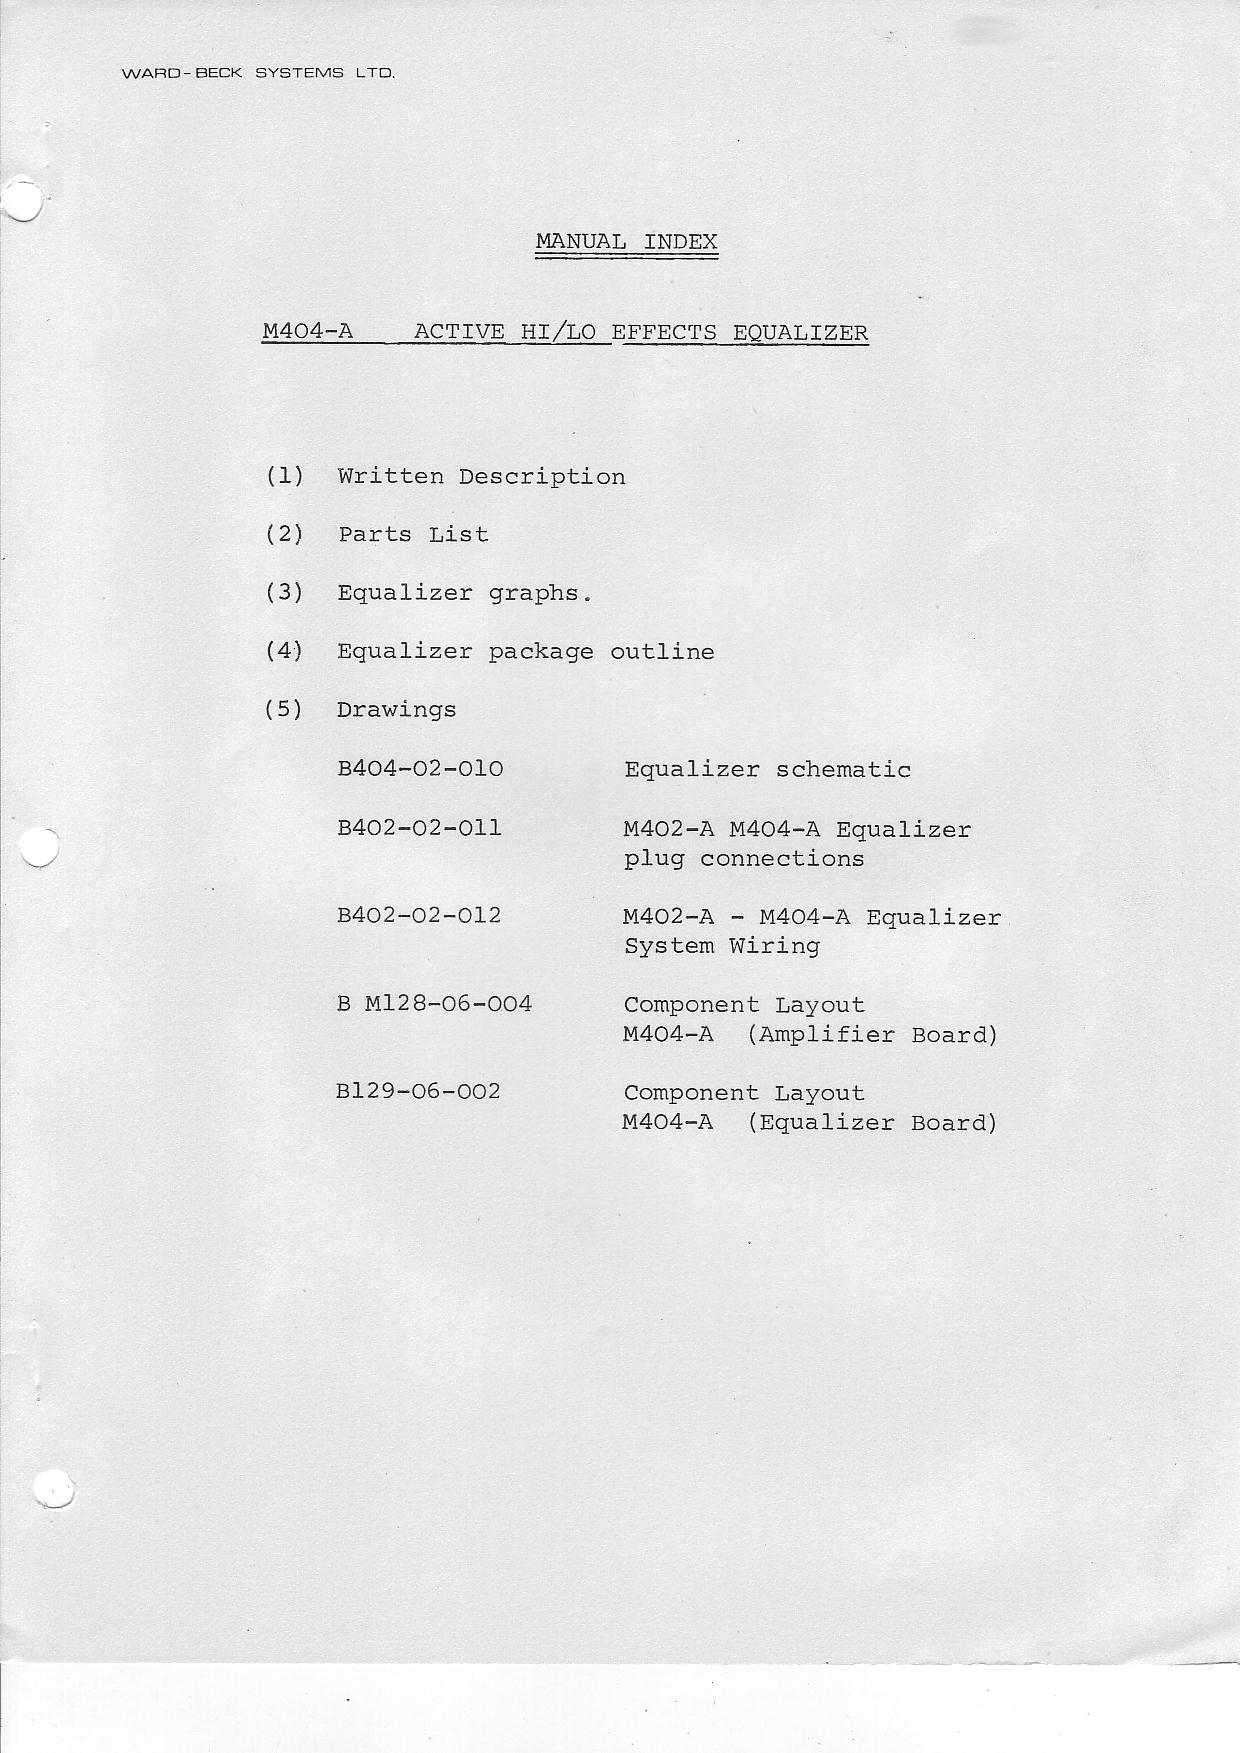 WARD-BECK SYSTEMS LTD.
MANUAL INDEX
M404-A ACTIVE HI/LO EFFECTS EQUALIZER
(1) Written Description
(2) Parts List
(3) Equalizer graphs.
(4) Equalizer package outline
(5) Drawings
B404-02-010 Equalizer schematic
B402-02-011 M402-A M404-A Equalizer
plug connections
B402-02-012 M402-A - M404-A Equalizer
System Wiring
B M128-06-004 Component Layout
M404-A (Amplifier Board)
B129-06-002 Component Layout
M404-A (Equalizer Board)